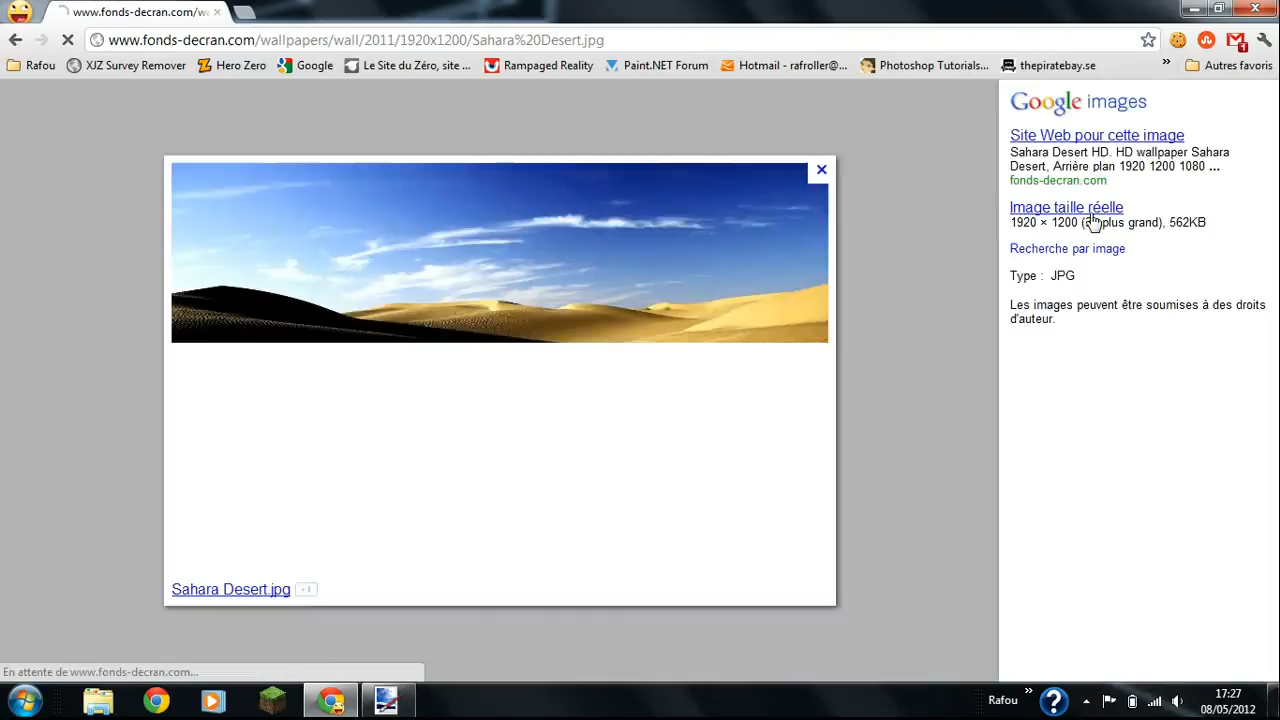 www.fonds-decran.com/wa
www.fonds-decran.com/wallpapers/wall/2011/1920x1200/Sahara%20Desert.jpg
Rafou XJZ Survey Remover Hero Zero Google Le Site du Zéro, site ... Rampaged Reality Paint.NET Forum Hotmail - rafroller@... Photoshop Tutorials... thepiratebay.se » Autres favoris
Google images
Site Web pour cette image
Sahara Desert HD. HD wallpaper Sahara
Desert, Arrière plan 1920 1200 1080 ...
fonds-decran.com
Image taille réelle
1920 × 1200 plus grand), 562KB
Recherche par image
Type : JPG
Les images peuvent être soumises à des droits
d'auteur.
Sahara Desert.jpg +1
En attente de www.fonds-decran.com...
Rafou » 17:27
08/05/2012